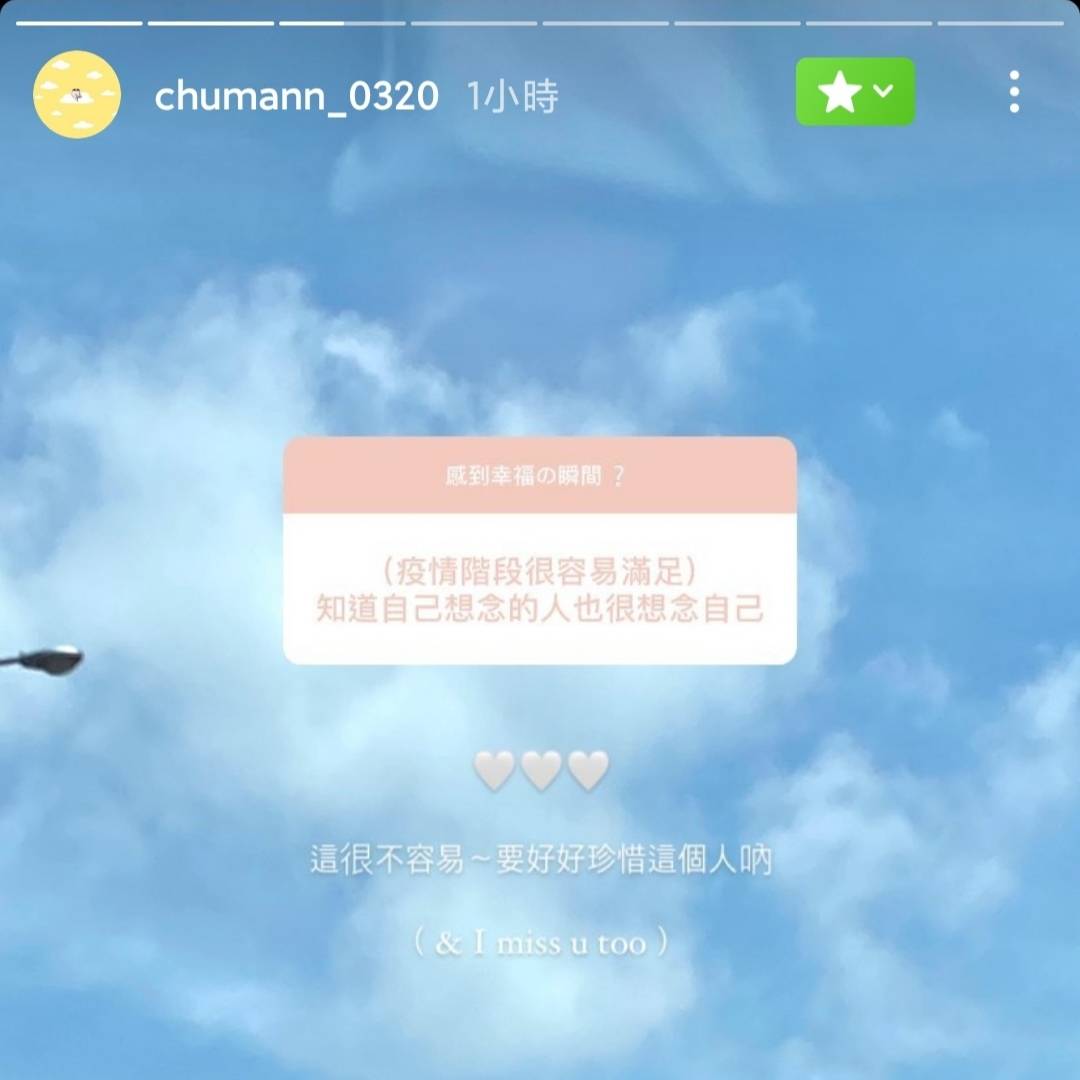 chumann_0320 1小時
感到幸福の瞬間？
（疫情階段很容易滿足）
知道自己想念的人也很想念自己
🤍🤍🤍
這很不容易～要好好珍惜這個人吶
（ & I miss u too ）